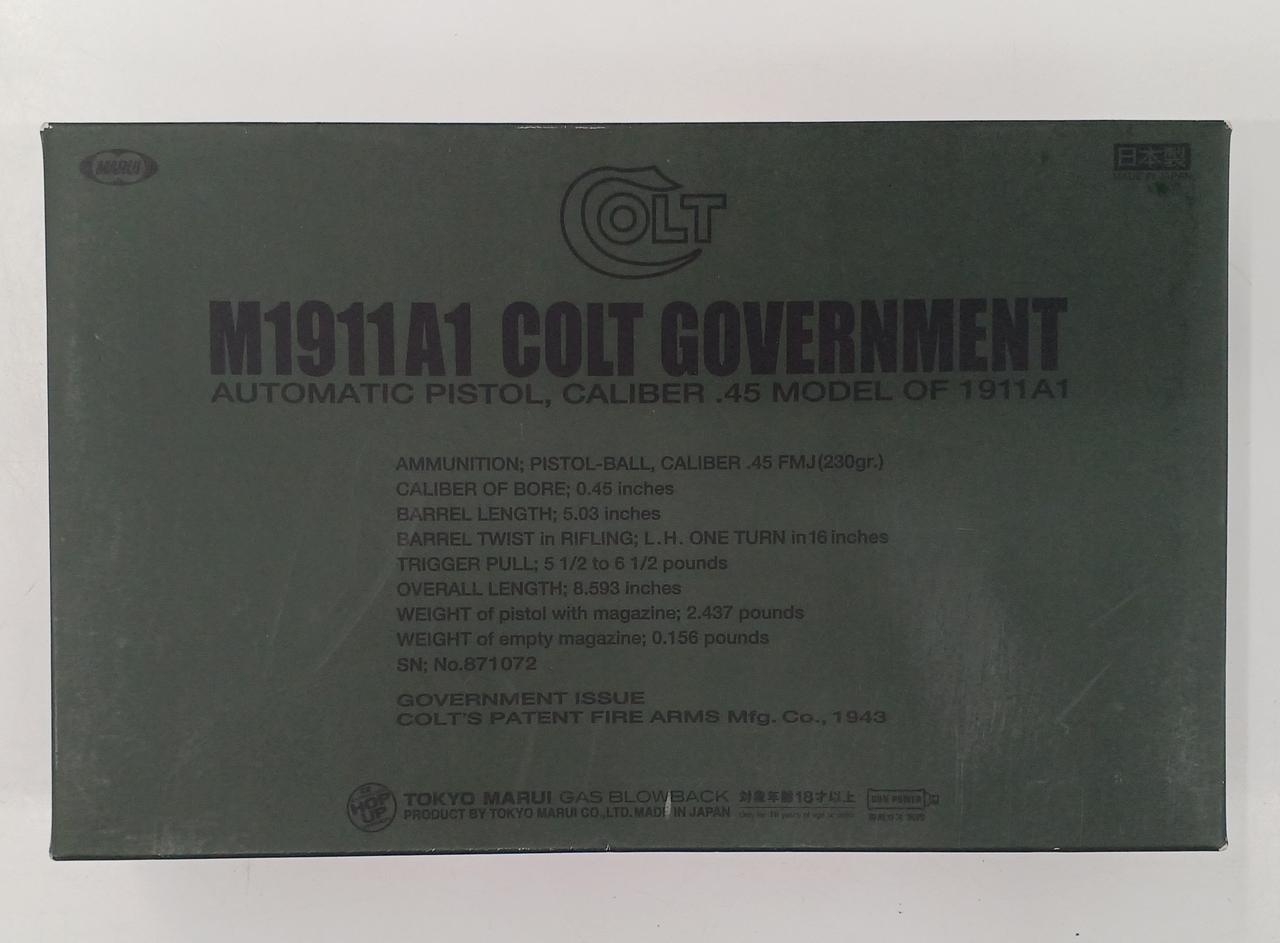 MARUI
日本製
MADE IN JAPAN
COLT
M1911A1 COLT GOVERNMENT
AUTOMATIC PISTOL, CALIBER .45 MODEL OF 1911A1
AMMUNITION; PISTOL-BALL, CALIBER .45 FMJ(230gr.)
CALIBER OF BORE; 0.45 inches
BARREL LENGTH; 5.03 inches
BARREL TWIST in RIFLING; L.H. ONE TURN in 16 inches
TRIGGER PULL; 5 1/2 to 6 1/2 pounds
OVERALL LENGTH; 8.593 inches
WEIGHT of pistol with magazine; 2.437 pounds
WEIGHT of empty magazine; 0.156 pounds
SN; No.871072
GOVERNMENT ISSUE
COLT'S PATENT FIRE ARMS Mfg. Co., 1943
HOP UP
TOKYO MARUI GAS BLOWBACK 対象年齢18才以上 GUN POWER
PRODUCT BY TOKYO MARUI CO.,LTD. MADE IN JAPAN